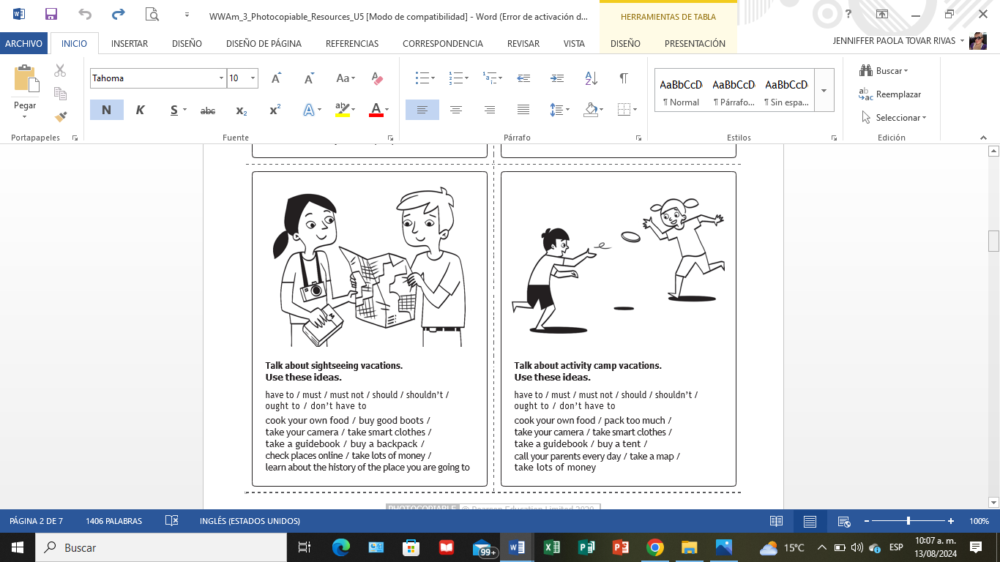 WWAm_3_Photocopiable_Resources_U5 [Modo de compatibilidad] - Word (Error de activación d...
HERRAMIENTAS DE TABLA
?
ARCHIVO INICIO INSERTAR DISEÑO DISEÑO DE PÁGINA REFERENCIAS CORRESPONDENCIA REVISAR VISTA DISEÑO PRESENTACIÓN
JENNIFFER PAOLA TOVAR RIVAS
Pegar
Tahoma 10
Aa
N K S abc x₂ x² A ab A
AaBbCcD AaBbCcD AaBbCcD
¶ Normal ¶ Párrafo... ¶ Sin espa...
Buscar
Reemplazar
Seleccionar
Portapapeles Fuente Párrafo Estilos Edición
Talk about sightseeing vacations.
Use these ideas.
have to / must / must not / should / shouldn't /
ought to / don't have to
cook your own food / buy good boots /
take your camera / take smart clothes /
take a guidebook / buy a backpack /
check places online / take lots of money /
learn about the history of the place you are going to
Talk about activity camp vacations.
Use these ideas.
have to / must / must not / should / shouldn't /
ought to / don't have to
cook your own food / pack too much /
take your camera / take smart clothes /
take a guidebook / buy a tent /
call your parents every day / take a map /
take lots of money
PHOTOCOPIABLE © Pearson Education Limited 2020
PÁGINA 2 DE 7 1406 PALABRAS INGLÉS (ESTADOS UNIDOS) 100%
Buscar
99+
15°C ESP
10:07 a. m.
13/08/2024